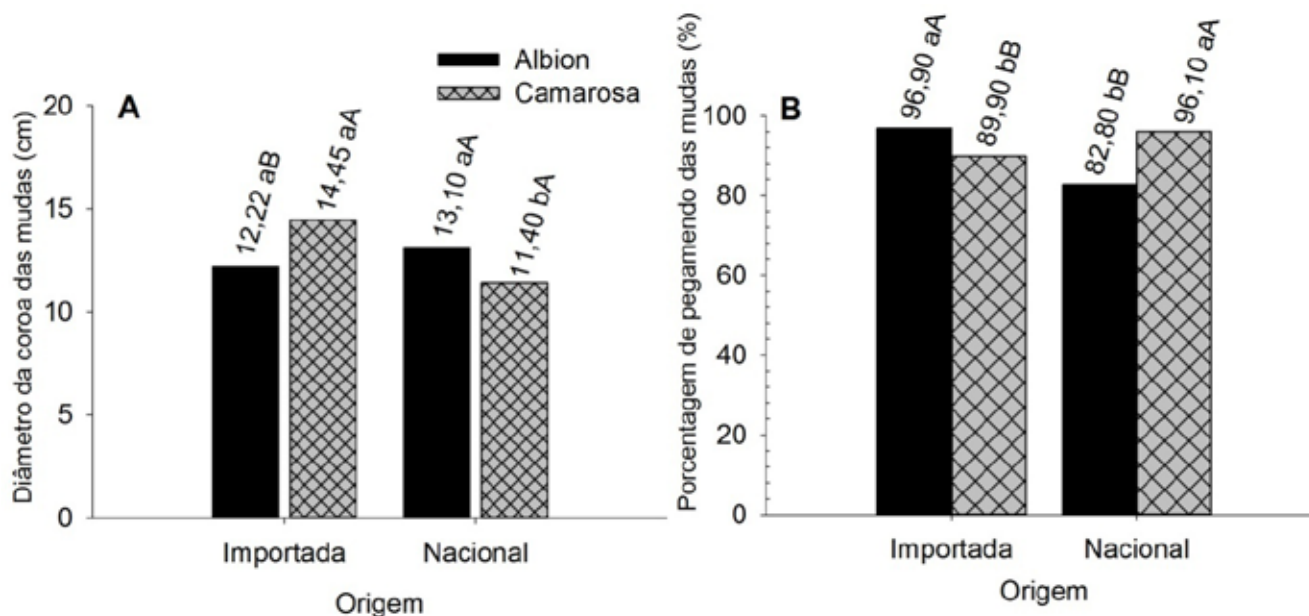 A
Albion
Camarosa
Diâmetro da coroa das mudas (cm)
20
15
10
5
0
12,22 aB
14,45 aA
13,10 aA
11,40 bA
Importada
Nacional
Origem
B
Porcentagem de pegamendo das mudas (%)
100
80
60
40
20
0
96,90 aA
89,90 bB
82,80 bB
96,10 aA
Importada
Nacional
Origem